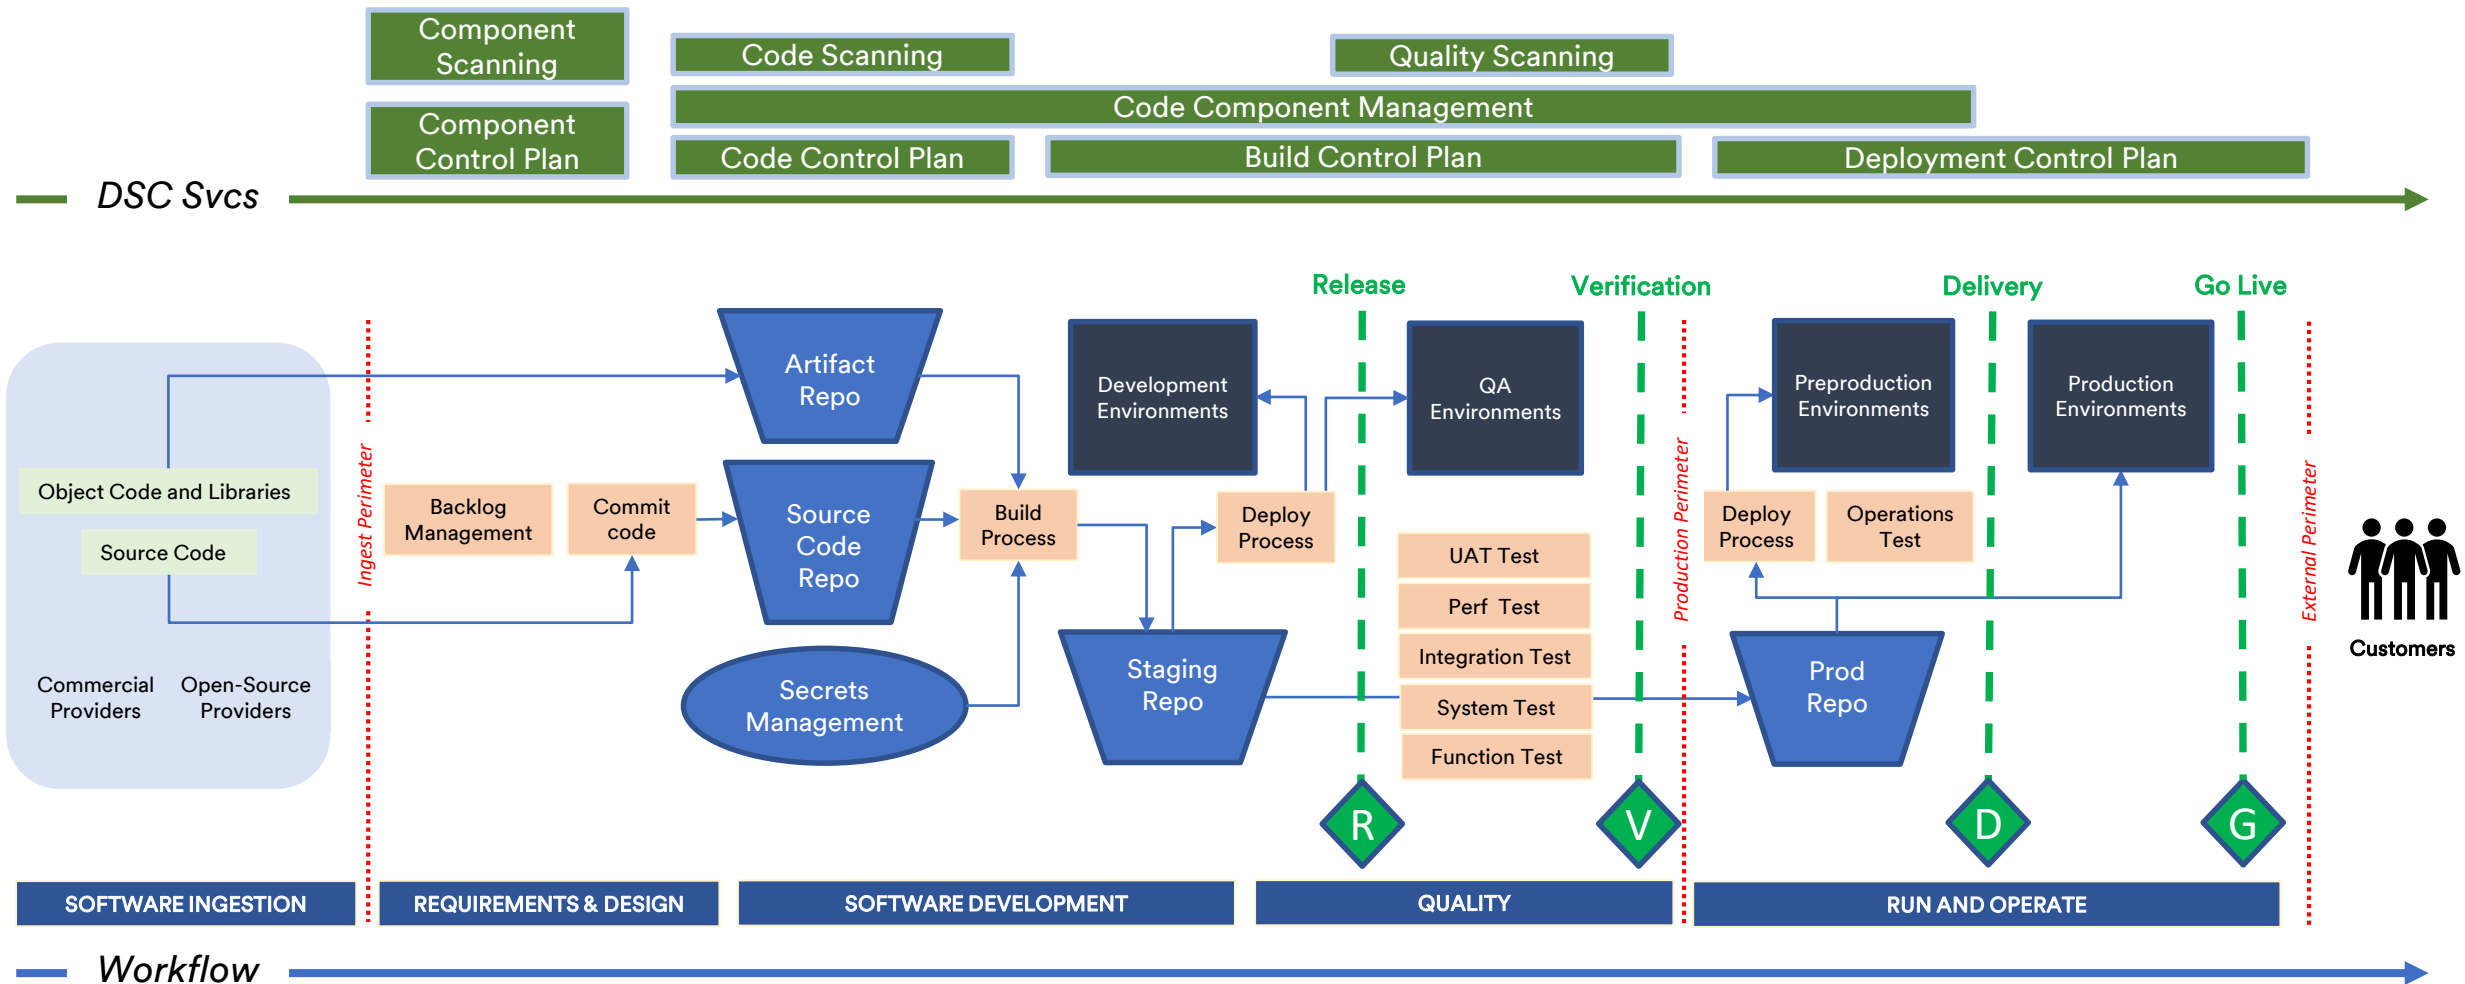 Component
Scanning
Code Scanning
Quality Scanning
Code Component Management
Component
Control Plan
Code Control Plan
Build Control Plan
Deployment Control Plan
DSC Svcs
Release
Verification
Delivery
Go Live
Artifact
Repo
Development
Environments
QA
Environments
Preproduction
Environments
Production
Environments
Ingest Perimeter
Production Perimeter
External Perimeter
Object Code and Libraries
Source Code
Backlog
Management
Commit
code
Source
Code
Repo
Build
Process
Deploy
Process
Deploy
Process
Operations
Test
UAT Test
Perf Test
Integration Test
System Test
Function Test
Commercial
Providers
Open-Source
Providers
Secrets
Management
Staging
Repo
Prod
Repo
Customers
R
V
D
G
SOFTWARE INGESTION
REQUIREMENTS & DESIGN
SOFTWARE DEVELOPMENT
QUALITY
RUN AND OPERATE
Workflow